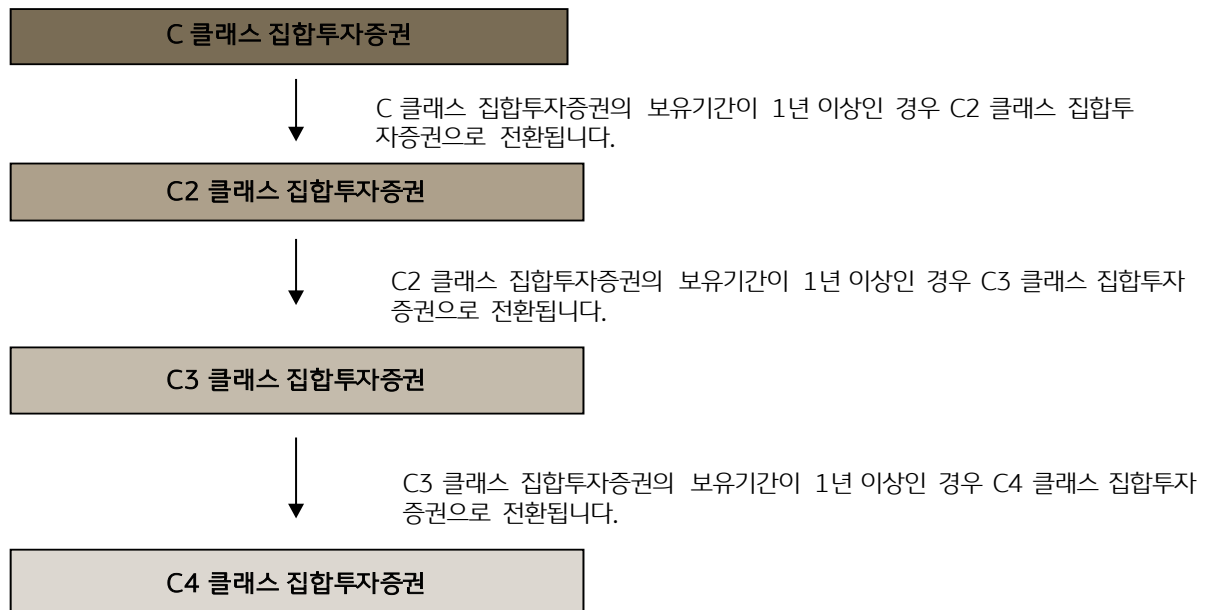 C 클래스 집합투자증권
C 클래스 집합투자증권의 보유기간이 1년 이상인 경우 C2 클래스 집합투
자증권으로 전환됩니다.
C2 클래스 집합투자증권
C2 클래스 집합투자증권의 보유기간이 1년 이상인 경우 C3 클래스 집합투자
증권으로 전환됩니다.
C3 클래스 집합투자증권
C3 클래스 집합투자증권의 보유기간이 1년 이상인 경우 C4 클래스 집합투자
증권으로 전환됩니다.
C4 클래스 집합투자증권